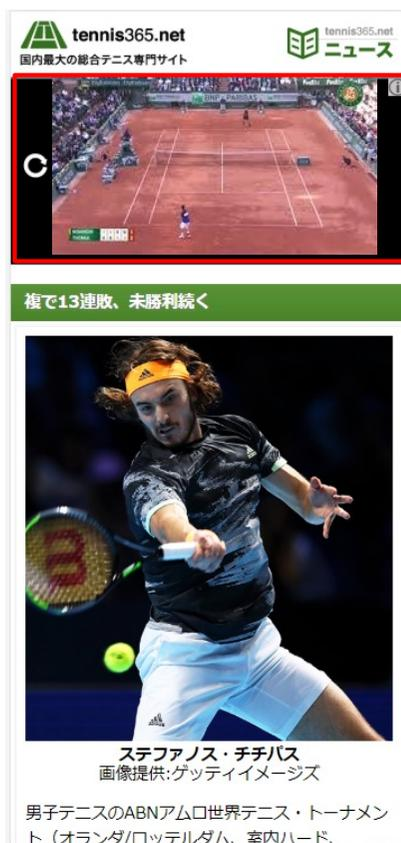 tennis365.net
国内最大の総合テニス専門サイト
tennis365.net
ニュース
BNP PARIBAS
複で13連敗、未勝利続く
ステファノス・チチパス
画像提供:ゲッティイメージズ
男子テニスのABNアムロ世界テニス・トーナメン
ト（オランダ/ロッテルダム、室内ハード、